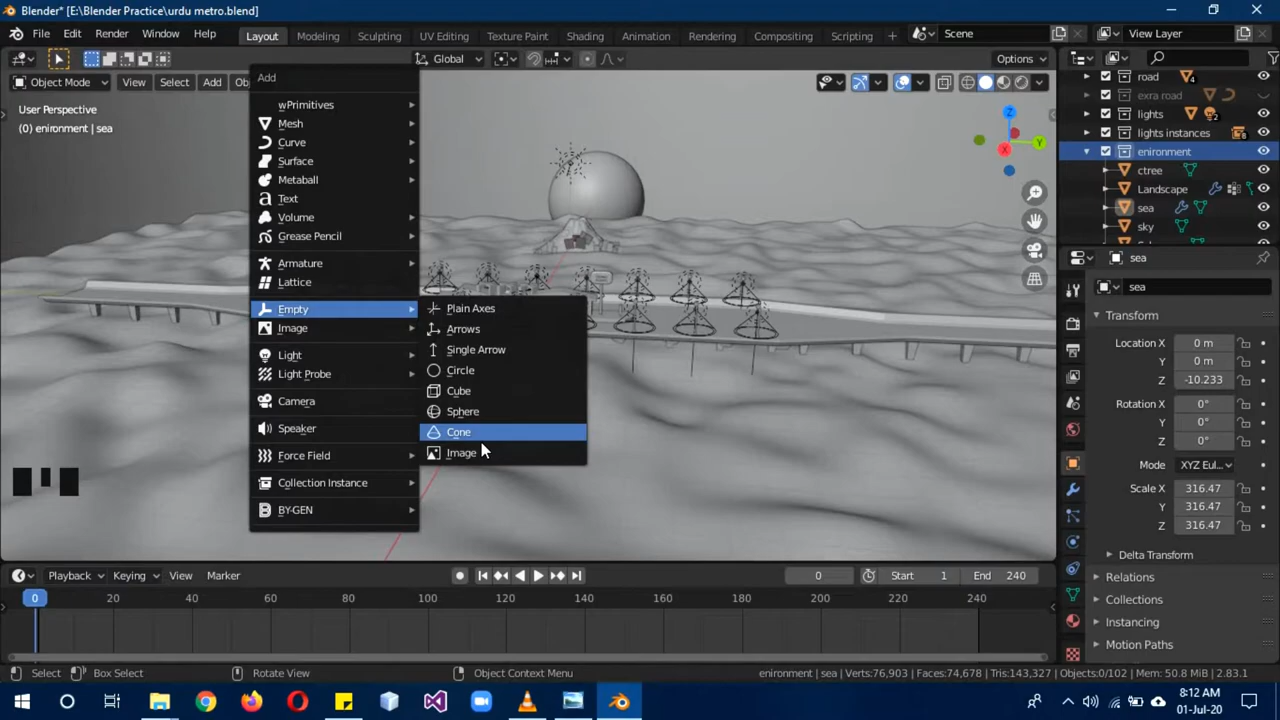 Blender* [E:\Blender Practice\urdu metro.blend]
File Edit Render Window Help Layout Modeling Sculpting UV Editing Texture Paint Shading Animation Rendering Compositing Scripting + Scene View Layer
Global Options
Object Mode View Select Add Ob
User Perspective
(0) enironment | sea
Add
wPrimitives
Mesh
Curve
Surface
Metaball
Text
Volume
Grease Pencil
Armature
Lattice
Empty
Image
Light
Light Probe
Camera
Speaker
Force Field
Collection Instance
BY-GEN
Plain Axes
Arrows
Single Arrow
Circle
Cube
Sphere
Cone
Image
Z
Y
X
road 4
exra road
lights 2
lights instances 8
enironment
ctree
Landscape
sea
sky
sea
sea
Transform
Location X 0 m
Y 0 m
Z -10.233
Rotation X 0°
Y 0°
Z 0°
Mode XYZ Eul..
Scale X 316.47
Y 316.47
Z 316.47
Delta Transform
Relations
Collections
Instancing
Motion Paths
Playback Keying View Marker 0 Start 1 End 240
0 20 40 60 80 100 120 140 160 180 200 220 240
Select Box Select Rotate View Object Context Menu enironment | sea | Verts:76,903 | Faces:74,678 | Tris:143,327 | Objects:0/102 | Mem: 50.8 MiB | 2.83.1
8:12 AM
01-Jul-20